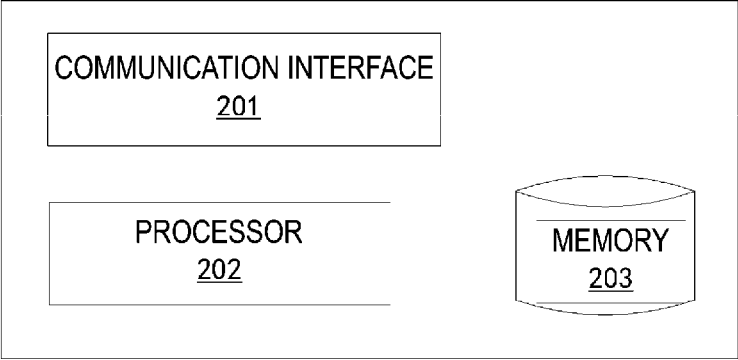 COMMUNICATION INTERFACE
201
PROCESSOR
202
MEMORY
203